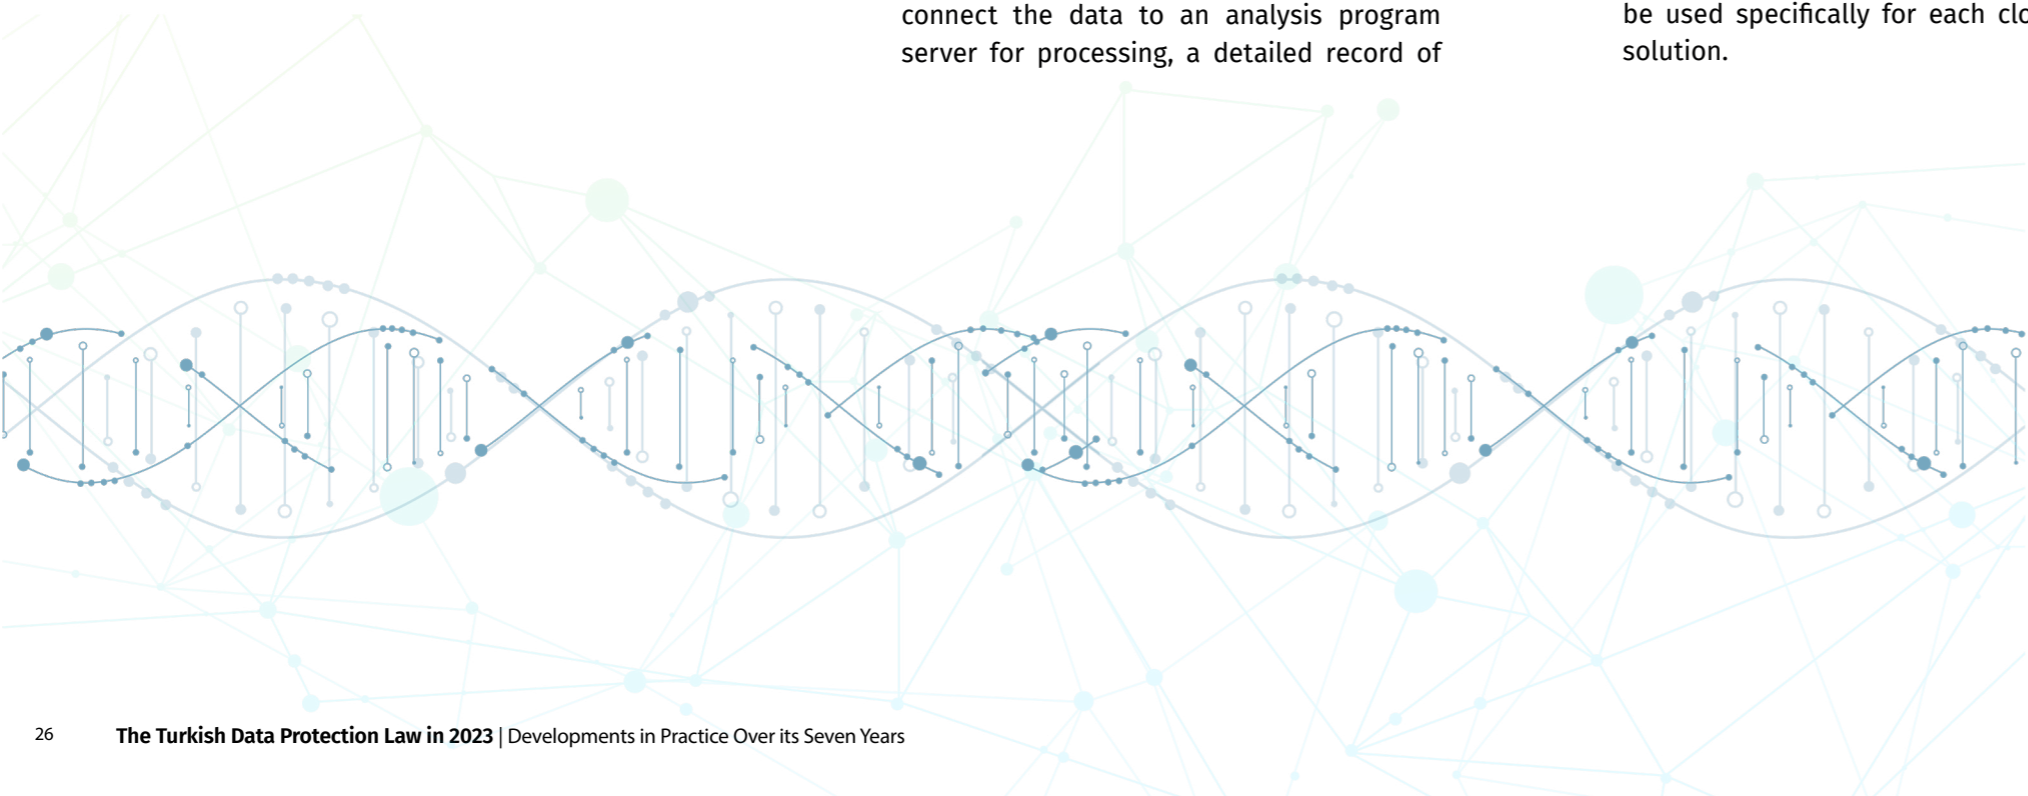 connect the data to an analysis program
server for processing, a detailed record of
be used specifically for each
solution.
26 The Turkish Data Protection Law in 2023 | Developments in Practice Over its Seven Years